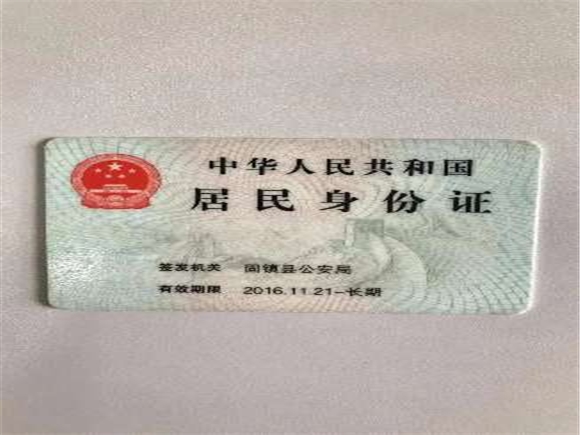 中华人民共和国
居民身份证
签发机关 固镇县公安局
有效期限 2016.11.21-长期